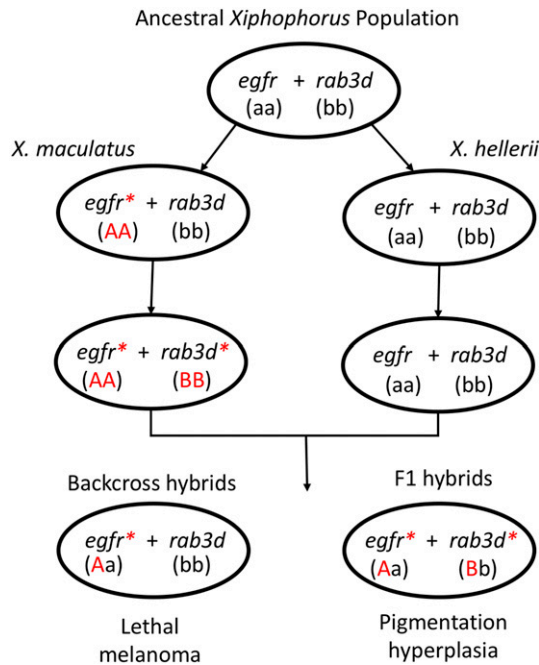 Ancestral Xiphophorus Population
egfr + rab3d
(aa) (bb)
X. maculatus
X. hellerii
egfr* + rab3d
(AA) (bb)
egfr + rab3d
(aa) (bb)
egfr* + rab3d*
(AA) (BB)
egfr + rab3d
(aa) (bb)
Backcross hybrids
F1 hybrids
egfr* + rab3d
(Aa) (bb)
egfr* + rab3d*
(Aa) (Bb)
Lethal
melanoma
Pigmentation
hyperplasia